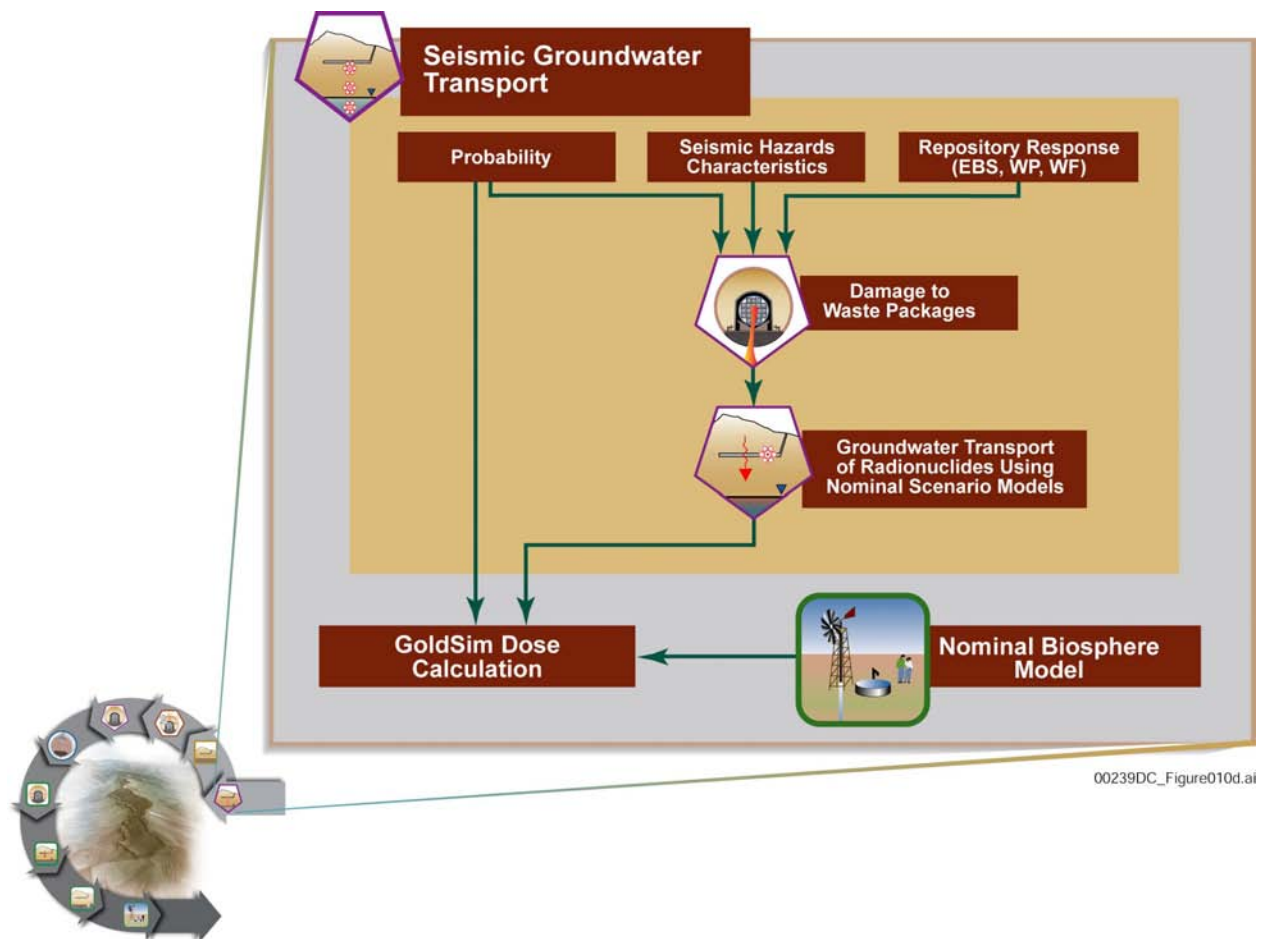 Seismic Groundwater
Transport
Probability
Seismic Hazards
Characteristics
Repository Response
(EBS, WP, WF)
Damage to
Waste Packages
Groundwater Transport
of Radionuclides Using
Nominal Scenario Models
GoldSim Dose
Calculation
Nominal Biosphere
Model
00239DC_Figure010d.ai